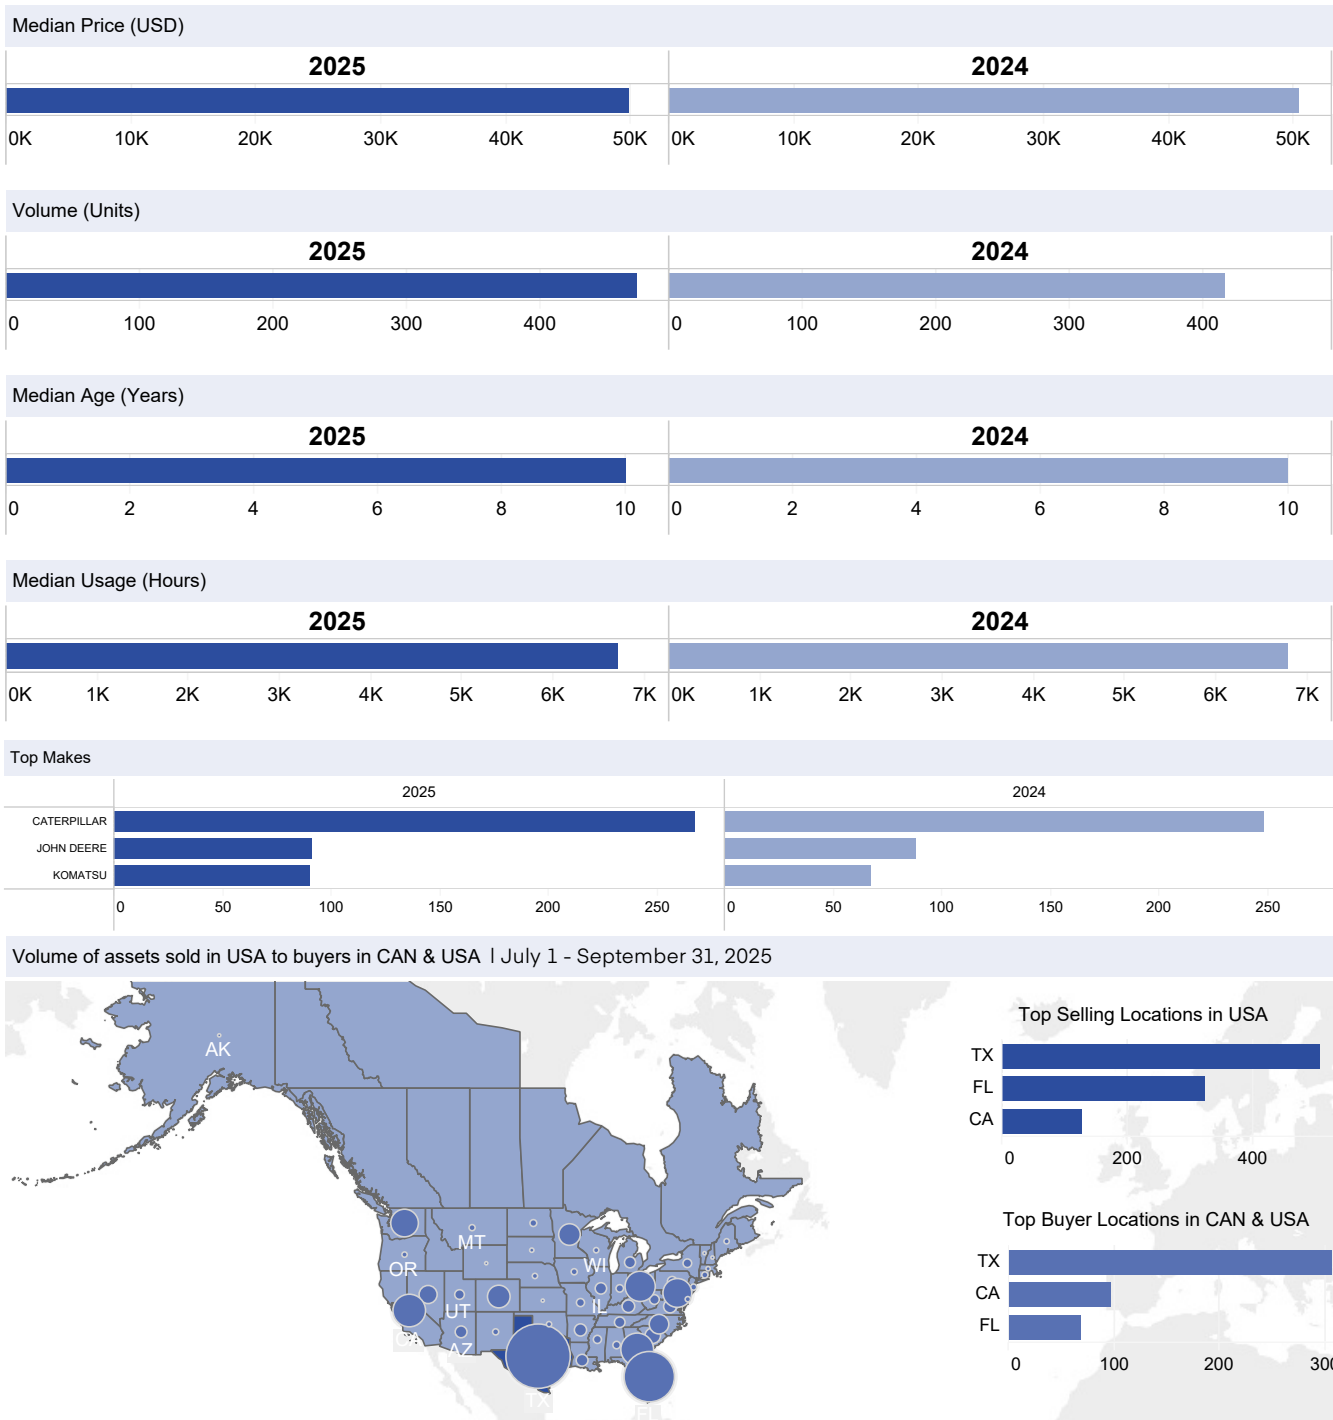 Median Price (USD)
2025 2024
0K 10K 20K 30K 40K 50K 0K 10K 20K 30K 40K 50K
Volume (Units)
2025 2024
0 100 200 300 400 0 100 200 300 400
Median Age (Years)
2025 2024
0 2 4 6 8 10 0 2 4 6 8 10
Median Usage (Hours)
2025 2024
0K 1K 2K 3K 4K 5K 6K 7K 0K 1K 2K 3K 4K 5K 6K 7K
Top Makes
2025 2024
CATERPILLAR
JOHN DEERE
KOMATSU
0 50 100 150 200 250 0 50 100 150 200 250
Volume of assets sold in USA to buyers in CAN & USA | July 1 - September 31, 2025
AK
MT
OR
WI
UT
IL
CA
AZ
TX
FL
Top Selling Locations in USA
TX
FL
CA
0 200 400
Top Buyer Locations in CAN & USA
TX
CA
FL
0 100 200 300